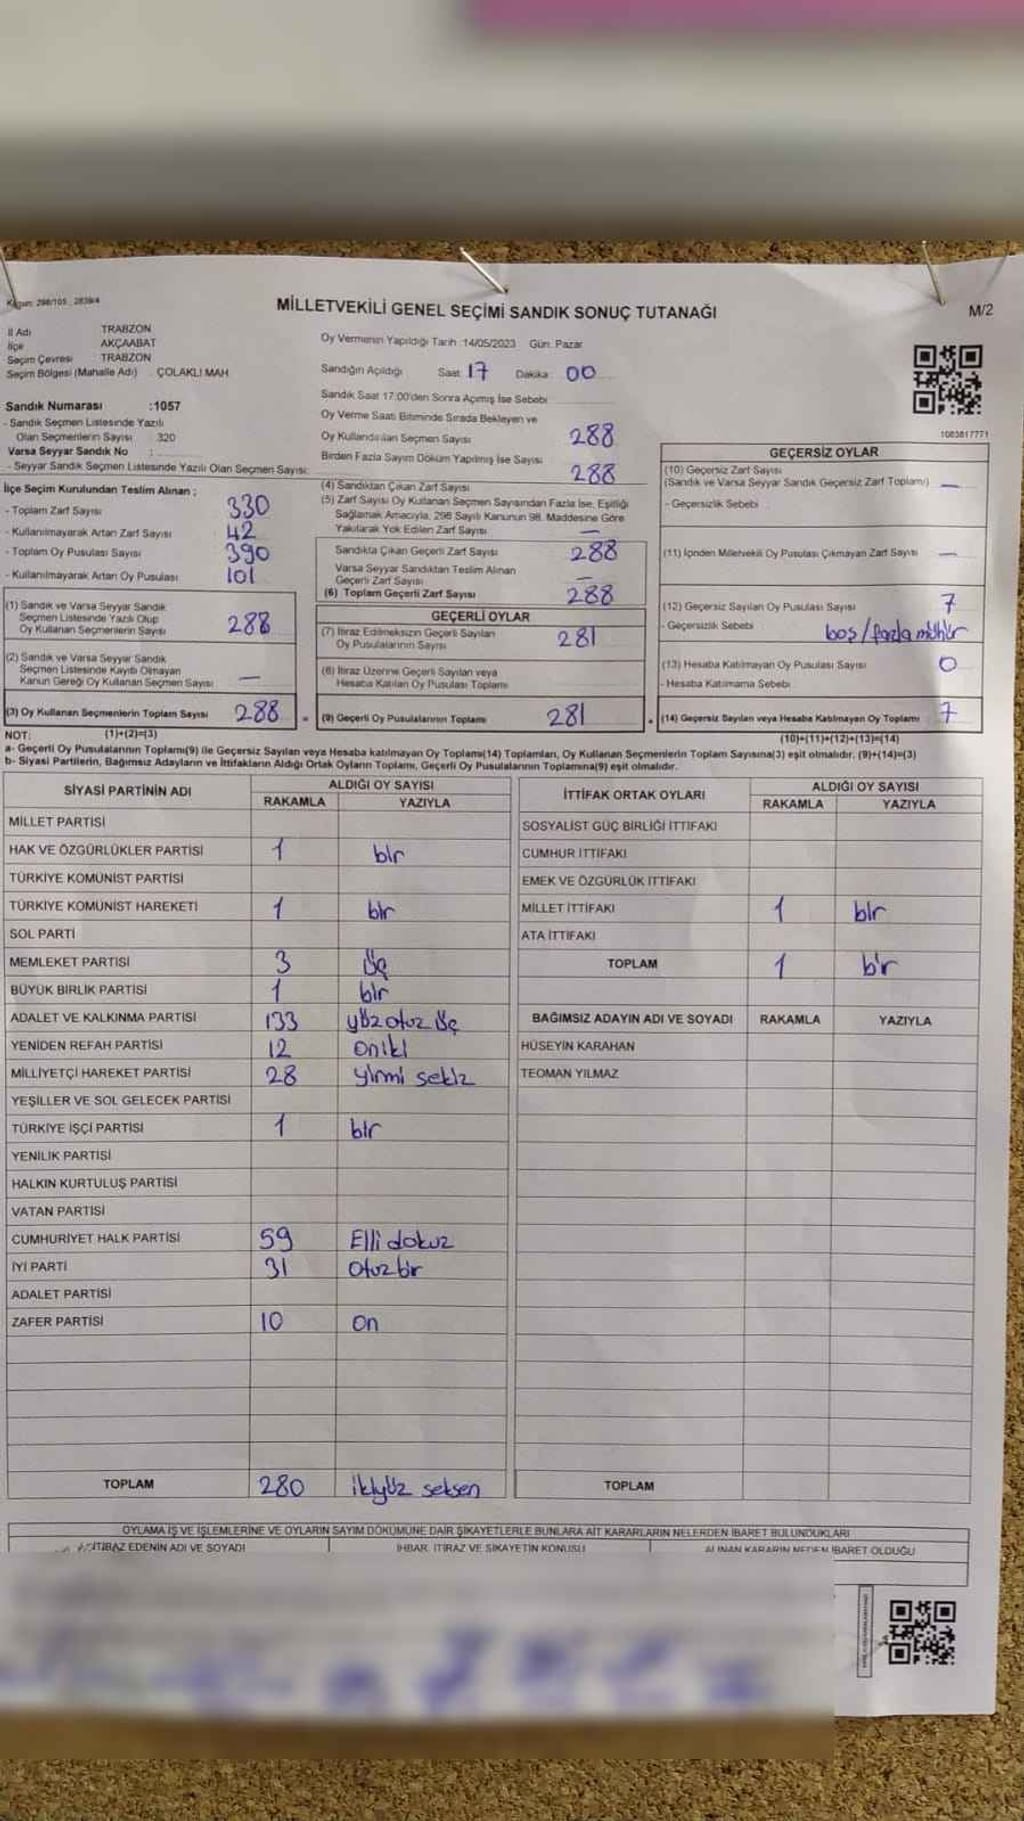 Kanun: 298/105 , 2839/4
MİLLETVEKİLİ GENEL SEÇİMİ SANDIK SONUÇ TUTANAĞI
M/2
İl Adı TRABZON
İlçe AKÇAABAT
Seçim Çevresi TRABZON
Seçim Bölgesi (Mahalle Adı) ÇOLAKLI MAH.
Sandık Numarası :1057
- Sandık Seçmen Listesinde Yazılı
Olan Seçmenlerin Sayısı : 320
Varsa Seyyar Sandık No :
- Seyyar Sandık Seçmen Listesinde Yazılı Olan Seçmen Sayısı:
Oy Vermenin Yapıldığı Tarih :14/05/2023 Gün: Pazar
Sandığın Açıldığı Saat: 17 Dakika: 00
Sandık Saat 17.00'den Sonra Açımış İse Sebebi
Oy Verme Saati Bitiminde Sırada Bekleyen ve
Oy Kullandırılan Seçmen Sayısı 288
Birden Fazla Sayım Döküm Yapılmış İse Sayısı
1083817771
İlçe Seçim Kurulundan Teslim Alınan :
- Toplam Zarf Sayısı 330
- Kullanılmayarak Artan Zarf Sayısı 42
- Toplam Oy Pusulası Sayısı 390
- Kullanılmayarak Artan Oy Pusulası 101
(1) Sandık ve Varsa Seyyar Sandık
Seçmen Listesinde Yazılı Olup
Oy Kullanan Seçmenlerin Sayısı 288
(2) Sandık ve Varsa Seyyar Sandık
Seçmen Listesinde Kayıtlı Olmayan
Kanun Gereği Oy Kullanan Seçmen Sayısı —
(3) Oy Kullanan Seçmenlerin Toplam Sayısı 288
(1)+(2)=(3)
(4) Sandıktan Çıkan Zarf Sayısı 288
(5) Zarf Sayısı Oy Kullanan Seçmen Sayısından Fazla İse, Eşitliği
Sağlamak Amacıyla, 298 Sayılı Kanunun 98. Maddesine Göre
Yakılarak Yok Edilen Zarf Sayısı —
Sandıkta Çıkan Geçerli Zarf Sayısı 288
Varsa Seyyar Sandıktan Teslim Alınan
Geçerli Zarf Sayısı —
(6) Toplam Geçerli Zarf Sayısı 288
GEÇERLİ OYLAR
(7) İtiraz Edilmeksizin Geçerli Sayılan
Oy Pusulalarının Sayısı 281
(8) İtiraz Üzerine Geçerli Sayılan veya
Hesaba Katılan Oy Pusulası Toplamı
(9) Geçerli Oy Pusulalarının Toplamı 281
GEÇERSİZ OYLAR
(10) Geçersiz Zarf Sayısı
(Sandık ve Varsa Seyyar Sandık Geçersiz Zarf Toplamı) —
- Geçersizlik Sebebi
(11) İçinden Milletvekili Oy Pusulası Çıkmayan Zarf Sayısı —
(12) Geçersiz Sayılan Oy Pusulası Sayısı 7
- Geçersizlik Sebebi boş/fazla mühür
(13) Hesaba Katılmayan Oy Pusulası Sayısı 0
- Hesaba Katılmama Sebebi
(14) Geçersiz Sayılan veya Hesaba Katılmayan Oy Toplamı 7
(10)+(11)+(12)+(13)=(14)
NOT:
a- Geçerli Oy Pusulalarının Toplamı(9) ile Geçersiz Sayılan veya Hesaba katılmayan Oy Toplamı(14) Toplamları, Oy Kullanan Seçmenlerin Toplam Sayısına(3) eşit olmalıdır. (9)+(14)=(3)
b- Siyasi Partilerin, Bağımsız Adayların ve İttifakların Aldığı Ortak Oyların Toplamı, Geçerli Oy Pusulalarının Toplamına(9) eşit olmalıdır.
SİYASİ PARTİNİN ADI ALDIĞI OY SAYISI
RAKAMLA YAZIYLA
MİLLET PARTİSİ
HAK VE ÖZGÜRLÜKLER PARTİSİ 1 bir
TÜRKİYE KOMÜNİST PARTİSİ
TÜRKİYE KOMÜNİST HAREKETİ 1 bir
SOL PARTİ
MEMLEKET PARTİSİ 3 üç
BÜYÜK BİRLİK PARTİSİ 1 bir
ADALET VE KALKINMA PARTİSİ 133 yüz otuz üç
YENİDEN REFAH PARTİSİ 12 oniki
MİLLİYETÇİ HAREKET PARTİSİ 28 yirmi sekiz
YEŞİLLER VE SOL GELECEK PARTİSİ
TÜRKİYE İŞÇİ PARTİSİ 1 bir
YENİLİK PARTİSİ
HALKIN KURTULUŞ PARTİSİ
VATAN PARTİSİ
CUMHURİYET HALK PARTİSİ 59 Elli dokuz
İYİ PARTİ 31 otuz bir
ADALET PARTİSİ
ZAFER PARTİSİ 10 on
TOPLAM 280 ikiyüz seksen
İTTİFAK ORTAK OYLARI ALDIĞI OY SAYISI
RAKAMLA YAZIYLA
SOSYALİST GÜÇ BİRLİĞİ İTTİFAKI
CUMHUR İTTİFAKI
EMEK VE ÖZGÜRLÜK İTTİFAKI
MİLLET İTTİFAKI 1 bir
ATA İTTİFAKI
TOPLAM 1 bir
BAĞIMSIZ ADAYIN ADI VE SOYADI RAKAMLA YAZIYLA
HÜSEYİN KARAHAN
TEOMAN YILMAZ
TOPLAM
OYLAMA İŞ VE İŞLEMLERİNE VE OYLARIN SAYIM DÖKÜMÜNE DAİR ŞİKAYETLERLE BUNLARA AİT KARARLARIN NELERDEN İBARET BULUNDUKLARI
İTİRAZ EDENİN ADI VE SOYADI İHBAR, İTİRAZ VE ŞİKAYETİN KONUSU ALINAN KARARIN NEDEN İBARET OLDUĞU